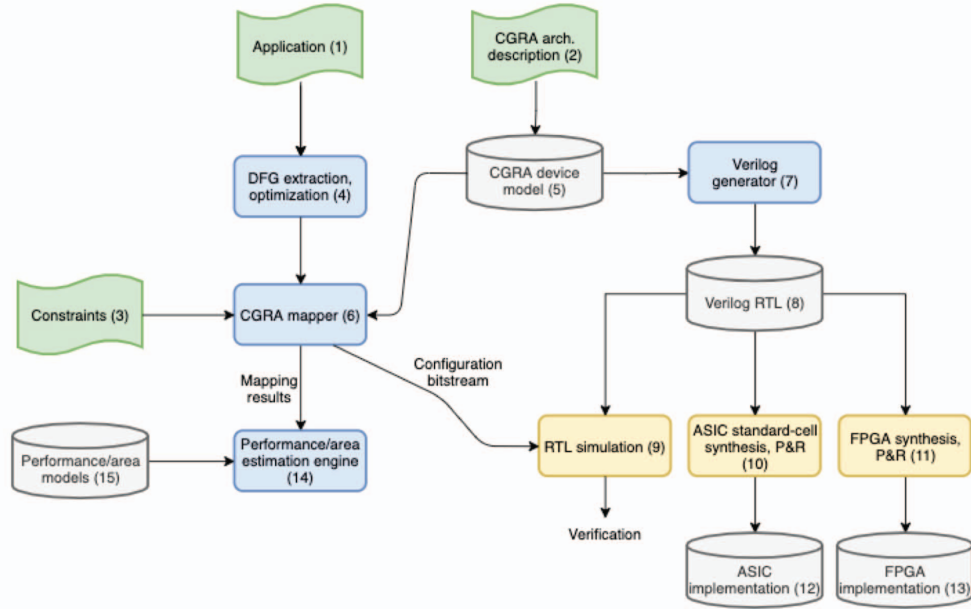 Application (1)
CGRA arch.
description (2)
DFG extraction,
optimization (4)
CGRA device
model (5)
Verilog
generator (7)
Constraints (3)
CGRA mapper (6)
Verilog RTL (8)
Configuration
bitstream
Mapping
results
Performance/area
models (15)
Performance/area
estimation engine
(14)
RTL simulation (9)
ASIC standard-cell
synthesis, P&R
(10)
FPGA synthesis,
P&R (11)
Verification
ASIC
implementation (12)
FPGA
implementation (13)